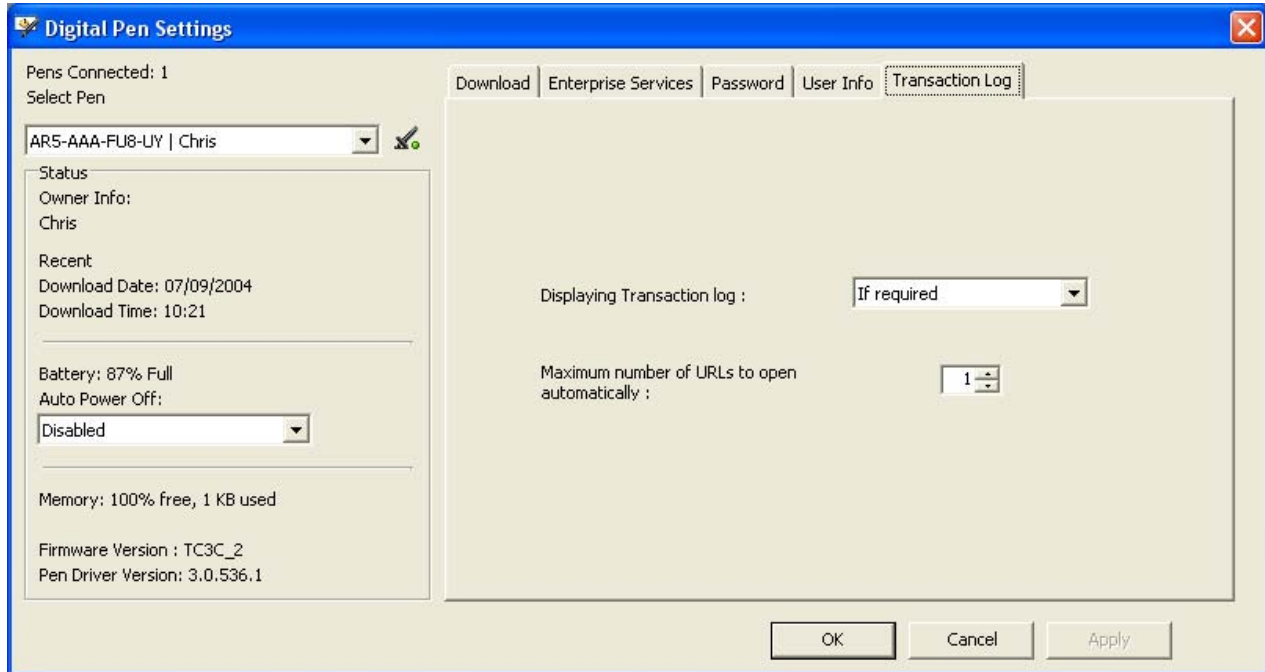 Digital Pen Settings
Pens Connected: 1
Select Pen
AR5-AAA-FU8-UY | Chris
Status
Owner Info:
Chris
Recent
Download Date: 07/09/2004
Download Time: 10:21
Battery: 87% Full
Auto Power Off:
Disabled
Memory: 100% free, 1 KB used
Firmware Version : TC3C_2
Pen Driver Version: 3.0.536.1
Download
Enterprise Services
Password
User Info
Transaction Log
Displaying Transaction log :
If required
Maximum number of URLs to open
automatically :
1
OK
Cancel
Apply